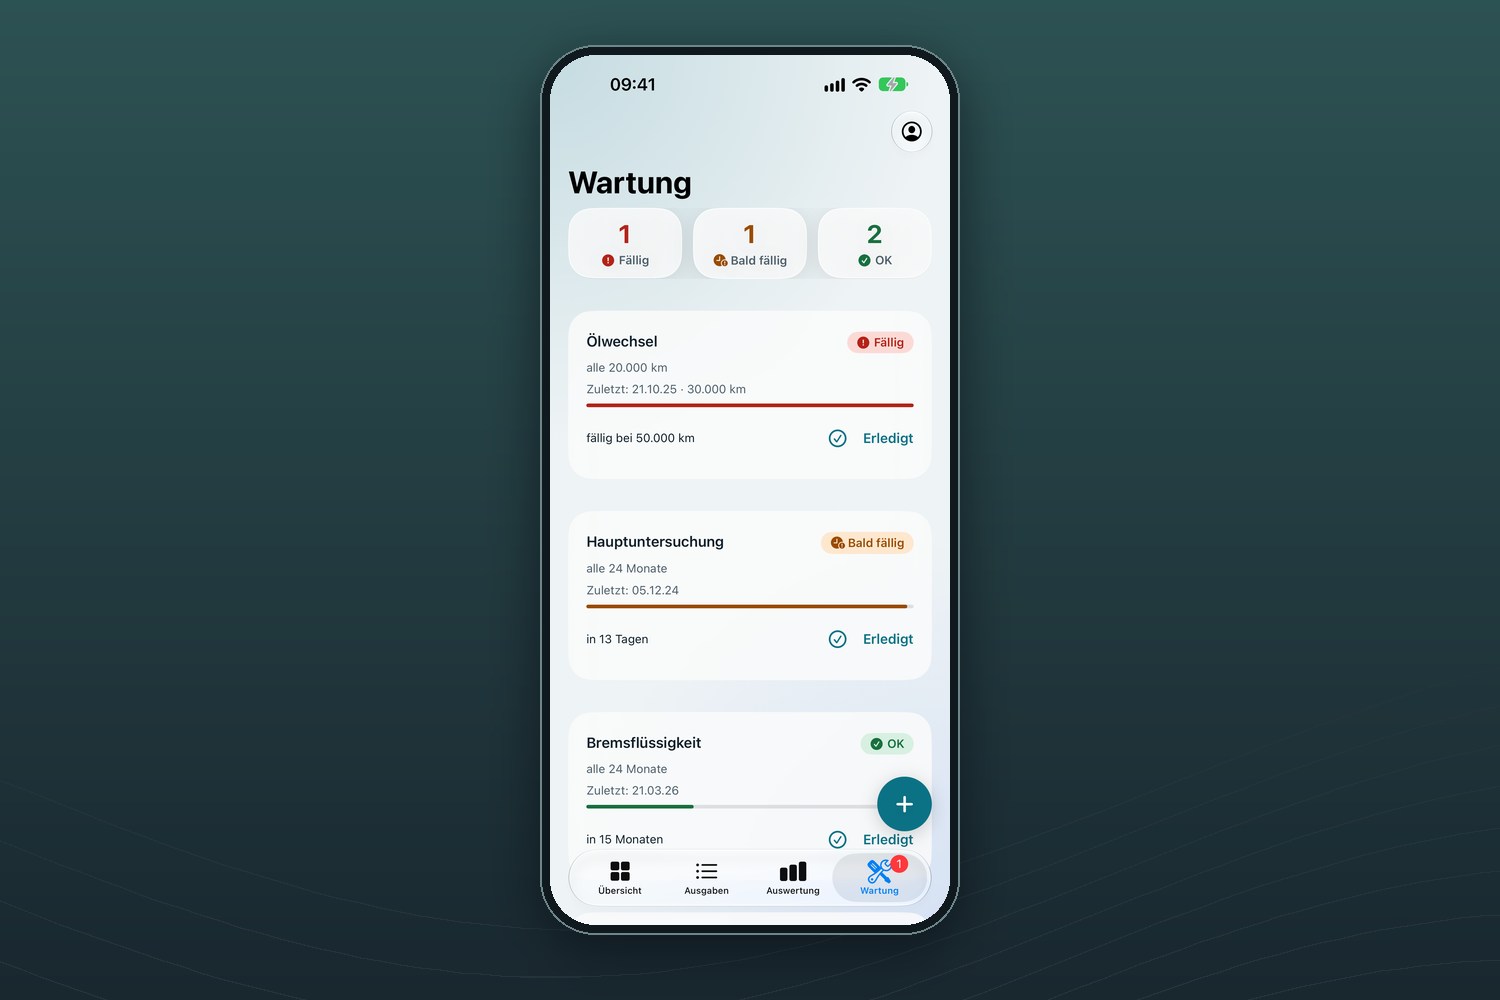 09:41
Wartung
1
Fällig
1
Bald fällig
2
OK
Ölwechsel
Fällig
alle 20.000 km
Zuletzt: 21.10.25 · 30.000 km
fällig bei 50.000 km
Erledigt
Hauptuntersuchung
Bald fällig
alle 24 Monate
Zuletzt: 05.12.24
in 13 Tagen
Erledigt
Bremsflüssigkeit
OK
alle 24 Monate
Zuletzt: 21.03.26
in 15 Monaten
Erledigt
Übersicht
Ausgaben
Auswertung
Wartung
1